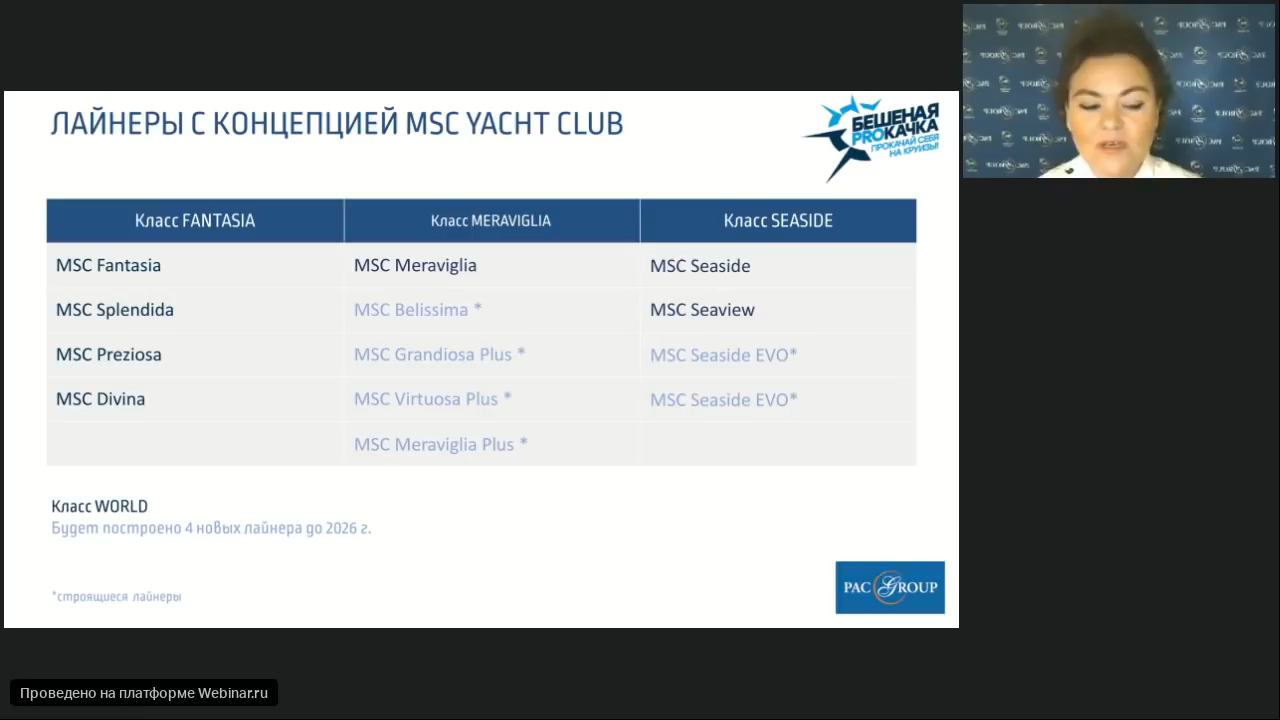 ЛАЙНЕРЫ С КОНЦЕПЦИЕЙ MSC YACHT CLUB
БЕШЕНАЯ
PROКАЧКА
ПРОКАЧАЙ СЕБЯ
НА КРУИЗЫ!
Класс FANTASIA Класс MERAVIGLIA Класс SEASIDE
MSC Fantasia MSC Meraviglia MSC Seaside
MSC Splendida MSC Belissima * MSC Seaview
MSC Preziosa MSC Grandiosa Plus * MSC Seaside EVO*
MSC Divina MSC Virtuosa Plus * MSC Seaside EVO*
MSC Meraviglia Plus *
Класс WORLD
Будет построено 4 новых лайнера до 2026 г.
*строящиеся лайнеры
PAC GROUP
Проведено на платформе Webinar.ru